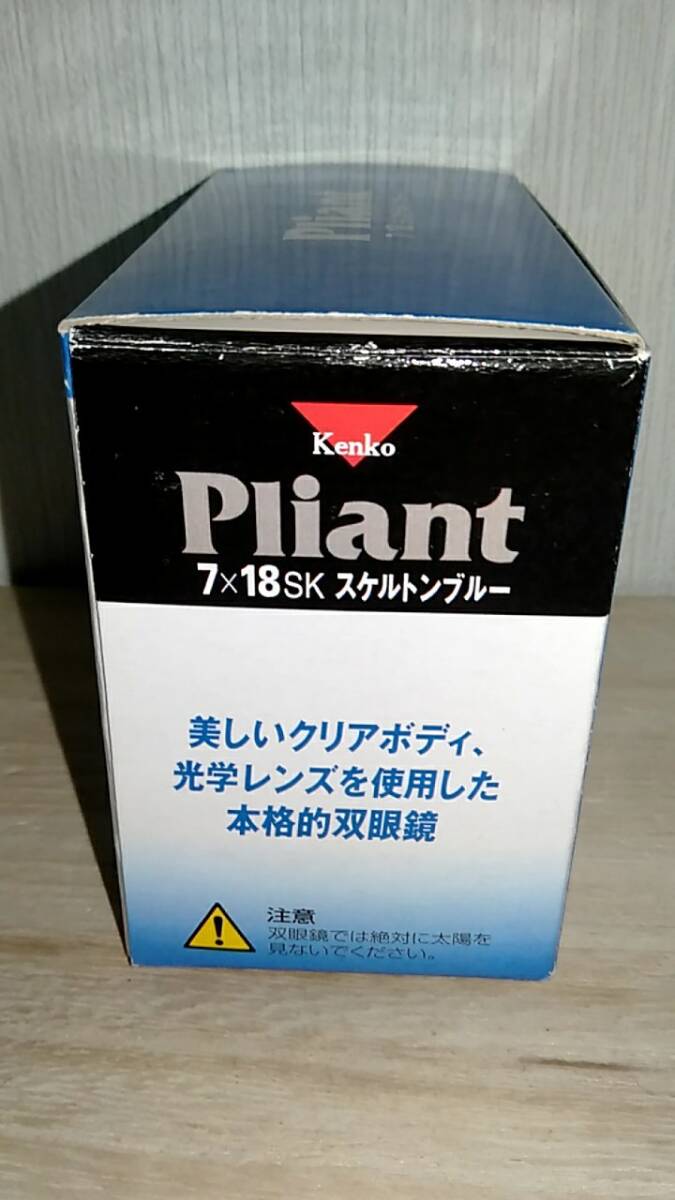 Pliant
Kenko
Pliant
7×18SK スケルトンブルー
美しいクリアボディ、
光学レンズを使用した
本格的双眼鏡
注意
双眼鏡では絶対に太陽を
見ないでください。